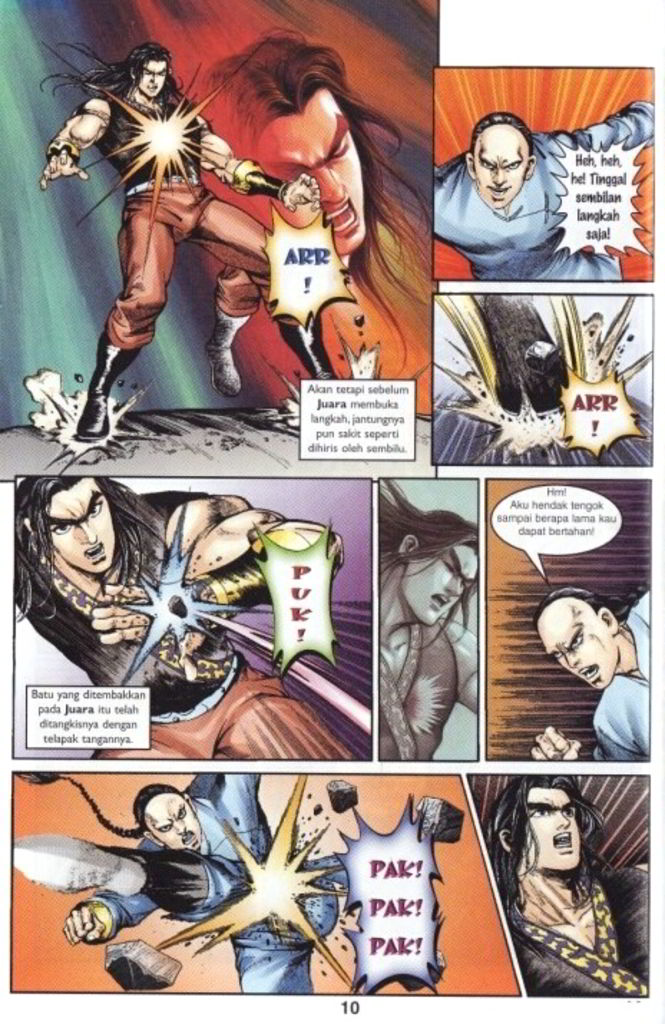 ARR
!
Akan tetapi sebelum
Juara membuka
langkah, jantungnya
pun sakit seperti
dihiris oleh sembilu.
Heh, heh,
he! Tinggal
sembilan
langkah
saja!
ARR
!
PUK!
Batu yang ditembakkan
pada Juara itu telah
ditangkisnya dengan
telapak tangannya.
Hm!
Aku hendak tengok
sampai berapa lama kau
dapat bertahan!
PAK!
PAK!
PAK!
10